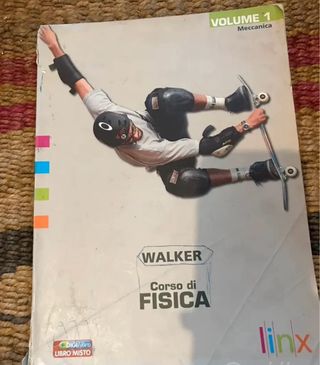 VOLUME 1
Meccanica
WALKER
Corso di
FISICA
LIBRO MISTO
linx